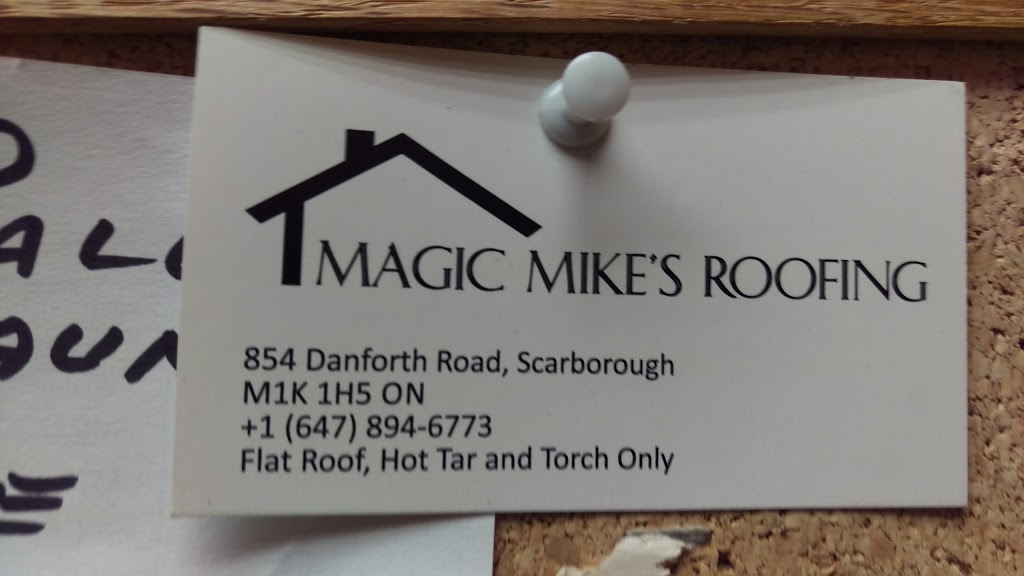 MAGIC MIKE'S ROOFING
854 Danforth Road, Scarborough
M1K 1H5 ON
+1 (647) 894-6773
Flat Roof, Hot Tar and Torch Only